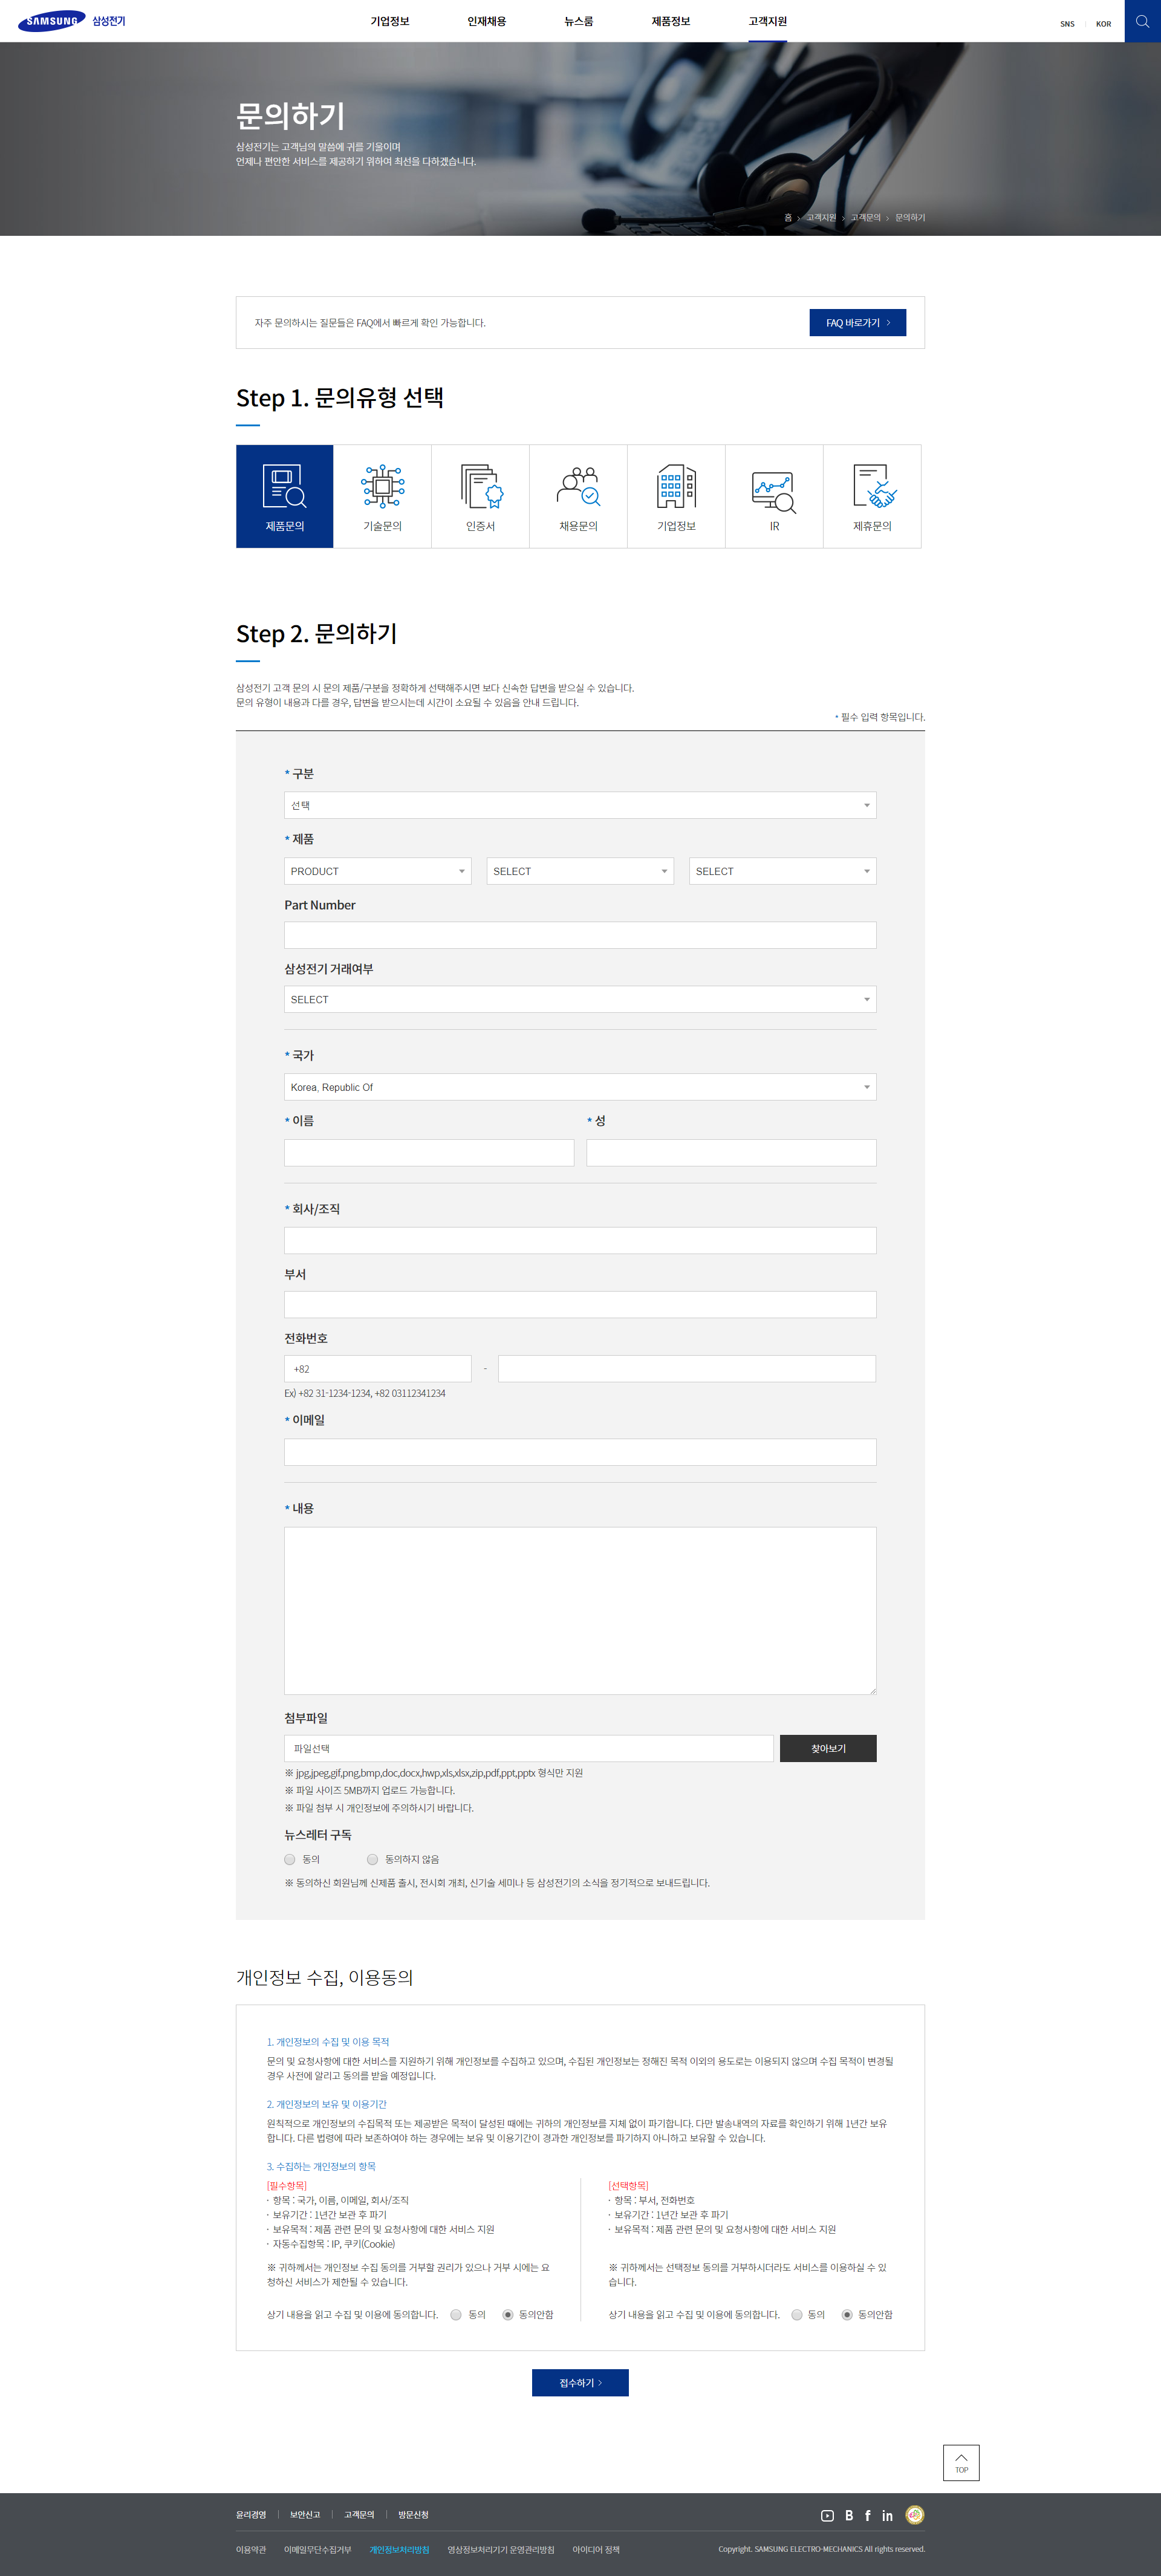 SAMSUNG 삼성전기
기업정보 인재채용 뉴스룸 제품정보 고객지원
SNS KOR
문의하기
삼성전기는 고객님의 말씀에 귀를 기울이며
언제나 편안한 서비스를 제공하기 위하여 최선을 다하겠습니다.
홈 > 고객지원 > 고객문의 > 문의하기
자주 문의하시는 질문들은 FAQ에서 빠르게 확인 가능합니다.
FAQ 바로가기 >
Step 1. 문의유형 선택
제품문의 기술문의 인증서 채용문의 기업정보 IR 제휴문의
Step 2. 문의하기
삼성전기 고객 문의 시 문의 제품/구분을 정확하게 선택해주시면 보다 신속한 답변을 받으실 수 있습니다.
문의 유형이 내용과 다를 경우, 답변을 받으시는데 시간이 소요될 수 있음을 안내 드립니다.
* 필수 입력 항목입니다.
* 구분
선택
* 제품
PRODUCT SELECT SELECT
Part Number
삼성전기 거래여부
SELECT
* 국가
Korea, Republic Of
* 이름 * 성
* 회사/조직
부서
전화번호
+82 -
Ex) +82 31-1234-1234, +82 03112341234
* 이메일
* 내용
첨부파일
파일선택 찾아보기
※ jpg,jpeg,gif,png,bmp,doc,docx,hwp,xls,xlsx,zip,pdf,ppt,pptx 형식만 지원
※ 파일 사이즈 5MB까지 업로드 가능합니다.
※ 파일 첨부 시 개인정보에 주의하시기 바랍니다.
뉴스레터 구독
동의 동의하지 않음
※ 동의하신 회원님께 신제품 출시, 전시회 개최, 신기술 세미나 등 삼성전기의 소식을 정기적으로 보내드립니다.
개인정보 수집, 이용동의
1. 개인정보의 수집 및 이용 목적
문의 및 요청사항에 대한 서비스를 지원하기 위해 개인정보를 수집하고 있으며, 수집된 개인정보는 정해진 목적 이외의 용도로는 이용되지 않으며 수집 목적이 변경될
경우 사전에 알리고 동의를 받을 예정입니다.
2. 개인정보의 보유 및 이용기간
원칙적으로 개인정보의 수집목적 또는 제공받은 목적이 달성된 때에는 귀하의 개인정보를 지체 없이 파기합니다. 다만 발송내역의 자료를 확인하기 위해 1년간 보유
합니다. 다른 법령에 따라 보존하여야 하는 경우에는 보유 및 이용기간이 경과한 개인정보를 파기하지 아니하고 보유할 수 있습니다.
3. 수집하는 개인정보의 항목
[필수항목]
· 항목 : 국가, 이름, 이메일, 회사/조직
· 보유기간 : 1년간 보관 후 파기
· 보유목적 : 제품 관련 문의 및 요청사항에 대한 서비스 지원
· 자동수집항목 : IP, 쿠키(Cookie)
※ 귀하께서는 개인정보 수집 동의를 거부할 권리가 있으나 거부 시에는 요
청하신 서비스가 제한될 수 있습니다.
상기 내용을 읽고 수집 및 이용에 동의합니다. 동의 동의안함
[선택항목]
· 항목 : 부서, 전화번호
· 보유기간 : 1년간 보관 후 파기
· 보유목적 : 제품 관련 문의 및 요청사항에 대한 서비스 지원
※ 귀하께서는 선택정보 동의를 거부하시더라도 서비스를 이용하실 수 있
습니다.
상기 내용을 읽고 수집 및 이용에 동의합니다. 동의 동의안함
접수하기 >
TOP
윤리경영 보안신고 고객문의 방문신청
B f in
이용약관 이메일무단수집거부 개인정보처리방침 영상정보처리기기 운영관리방침 아이디어 정책
Copyright. SAMSUNG ELECTRO-MECHANICS All rights reserved.